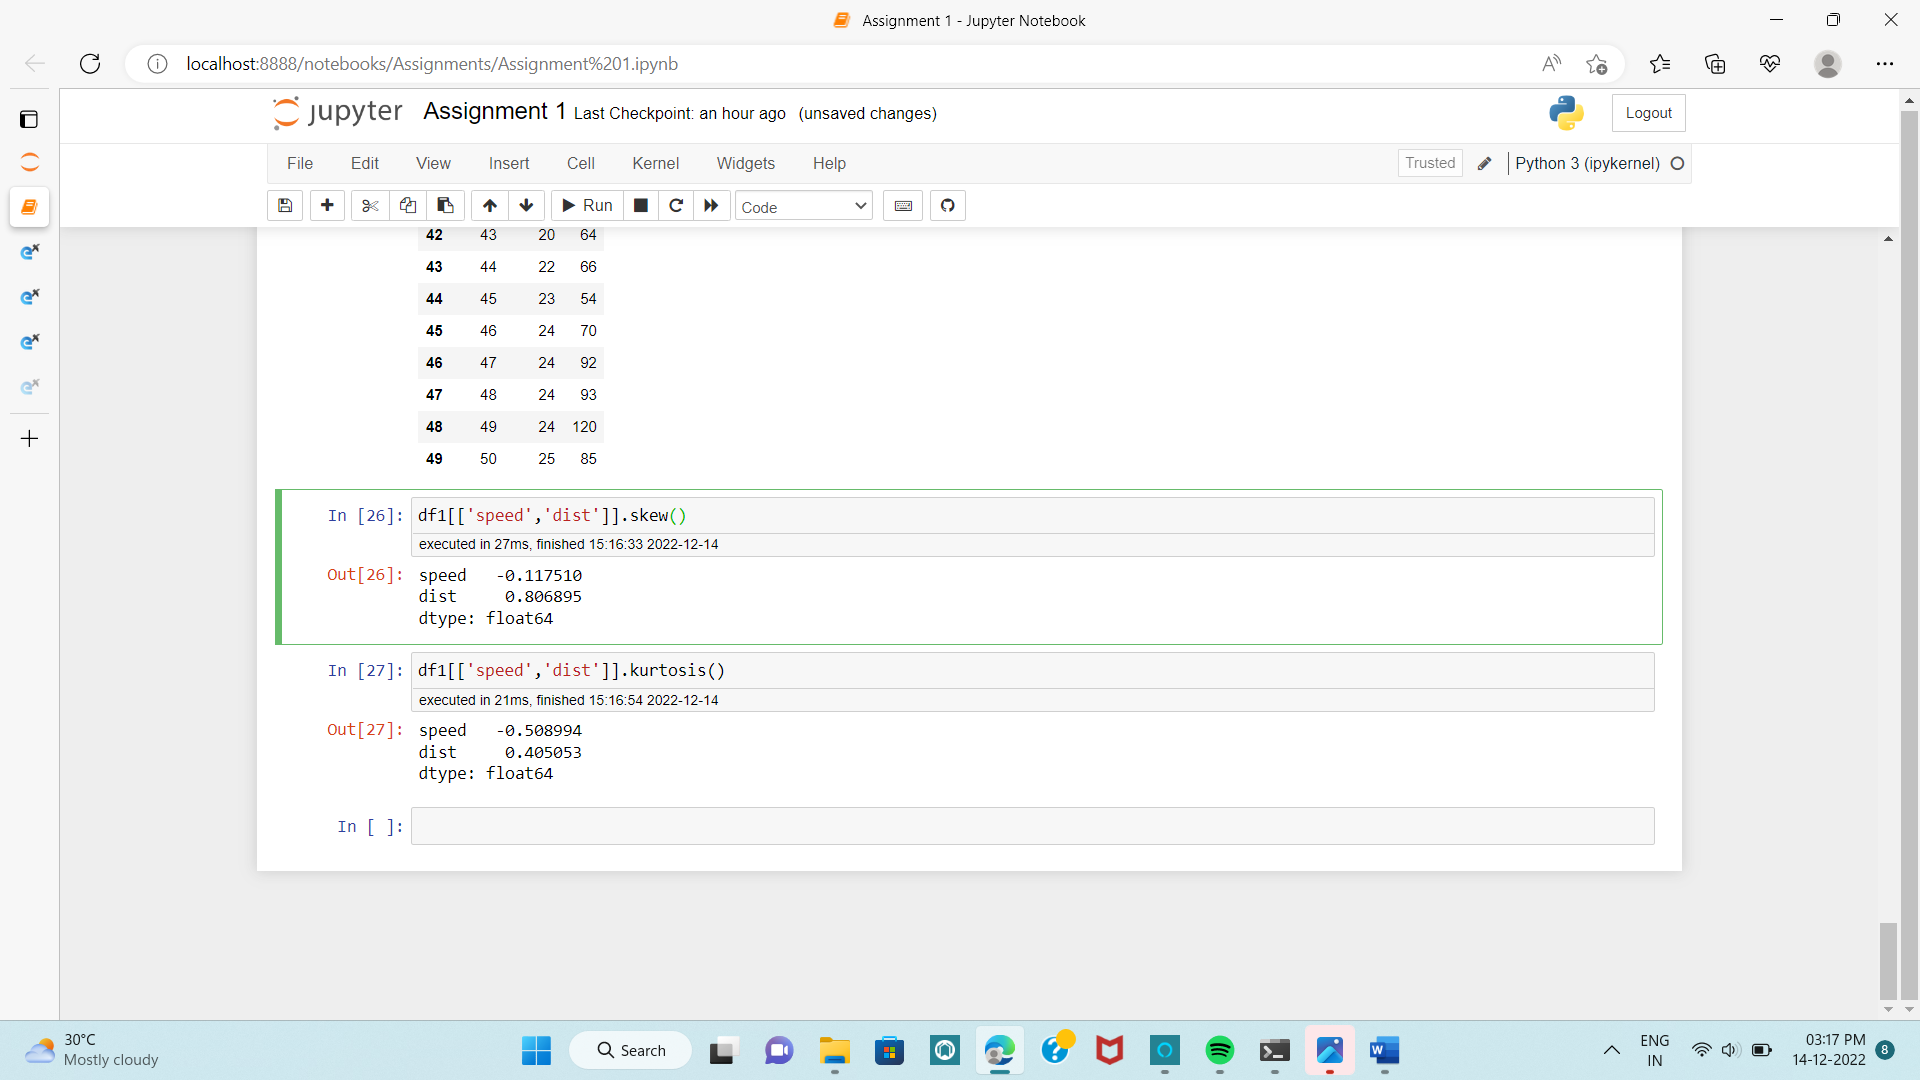 Assignment 1 - Jupyter Notebook
localhost:8888/notebooks/Assignments/Assignment%201.ipynb
jupyter Assignment 1 Last Checkpoint: an hour ago (unsaved changes) Logout
File Edit View Insert Cell Kernel Widgets Help Trusted Python 3 (ipykernel)
Run Code
42 43 20 64
43 44 22 66
44 45 23 54
45 46 24 70
46 47 24 92
47 48 24 93
48 49 24 120
49 50 25 85
In [26]: df1[['speed','dist']].skew()
executed in 27ms, finished 15:16:33 2022-12-14
Out[26]: speed -0.117510
dist 0.806895
dtype: float64
In [27]: df1[['speed','dist']].kurtosis()
executed in 21ms, finished 15:16:54 2022-12-14
Out[27]: speed -0.508994
dist 0.405053
dtype: float64
In [ ]:
30°C
Mostly cloudy
Search
ENG
IN
03:17 PM
14-12-2022
8